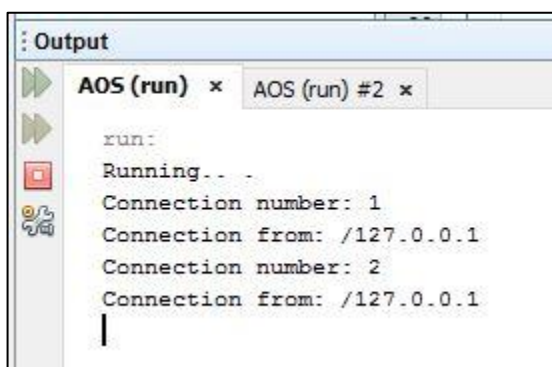 Output
AOS (run) × AOS (run) #2 ×
run:
Running.. .
Connection number: 1
Connection from: /127.0.0.1
Connection number: 2
Connection from: /127.0.0.1